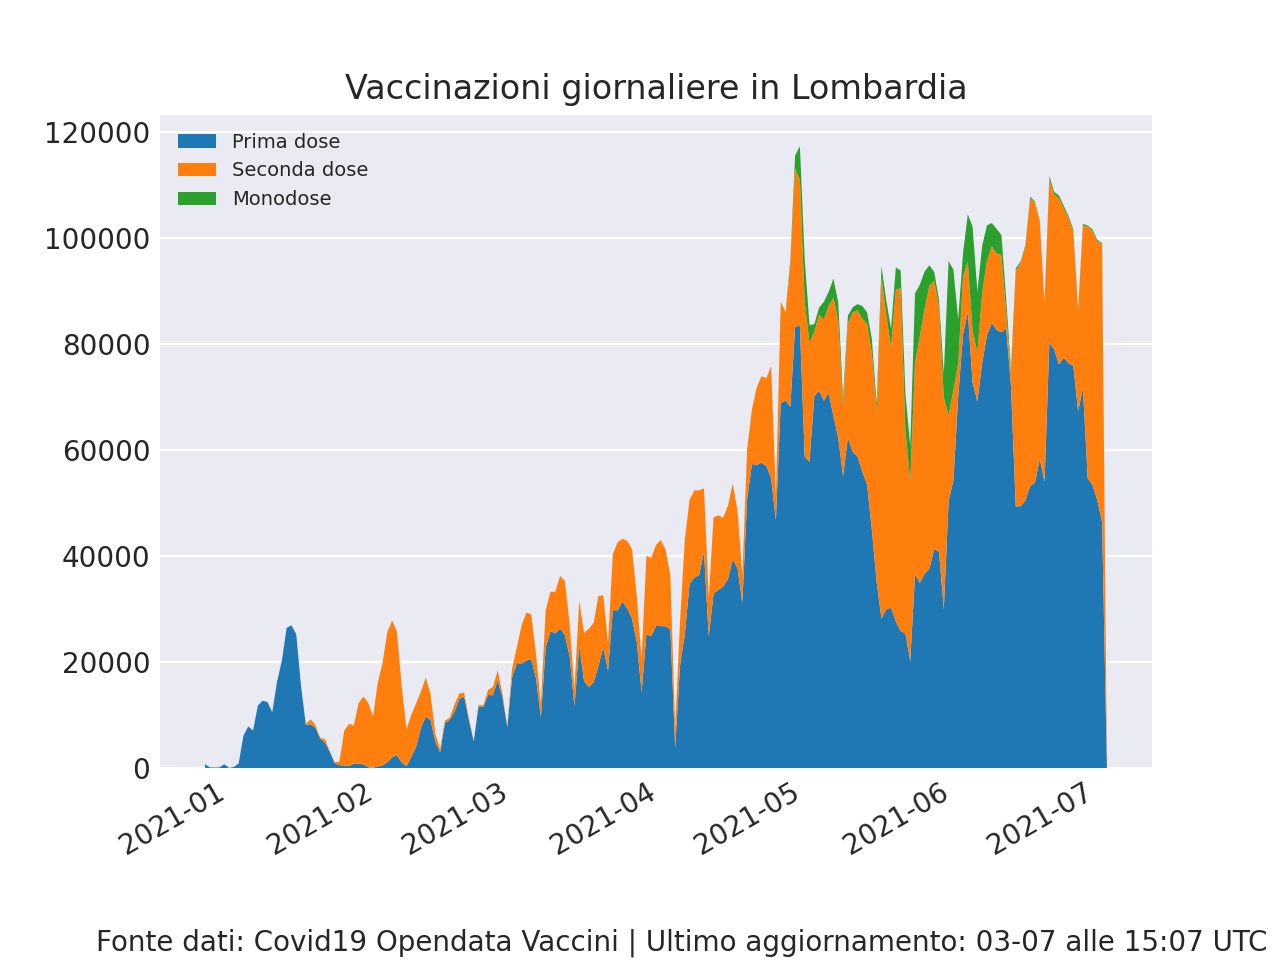 Vaccinazioni giornaliere in Lombardia
120000
100000
80000
60000
40000
20000
0
Prima dose
Seconda dose
Monodose
2021-01
2021-02
2021-03
2021-04
2021-05
2021-06
2021-07
Fonte dati: Covid19 Opendata Vaccini | Ultimo aggiornamento: 03-07 alle 15:07 UTC